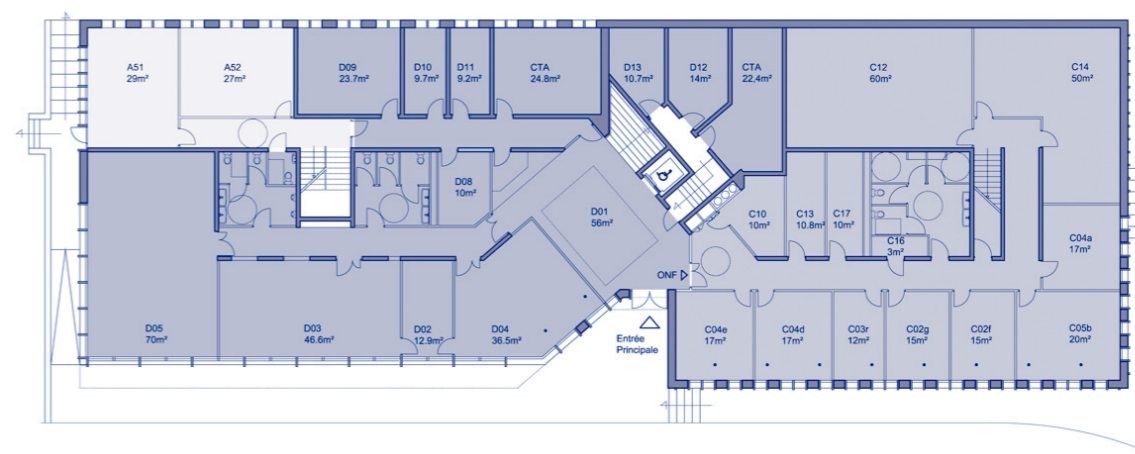 A51
29m²
A52
27m²
D09
23.7m²
D10
9.7m²
D11
9.2m²
CTA
24.8m²
D13
10.7m²
D12
14m²
CTA
22,4m²
C12
60m²
C14
50m²
D08
10m²
D01
56m²
C10
10m²
C13
10.8m²
C17
10m²
C16
3m²
C04a
17m²
ONF
D05
70m²
D03
46.6m²
D02
12.9m²
D04
36.5m²
Entrée
Principale
C04e
17m²
C04d
17m²
C03r
12m²
C02g
15m²
C02f
15m²
C05b
20m²